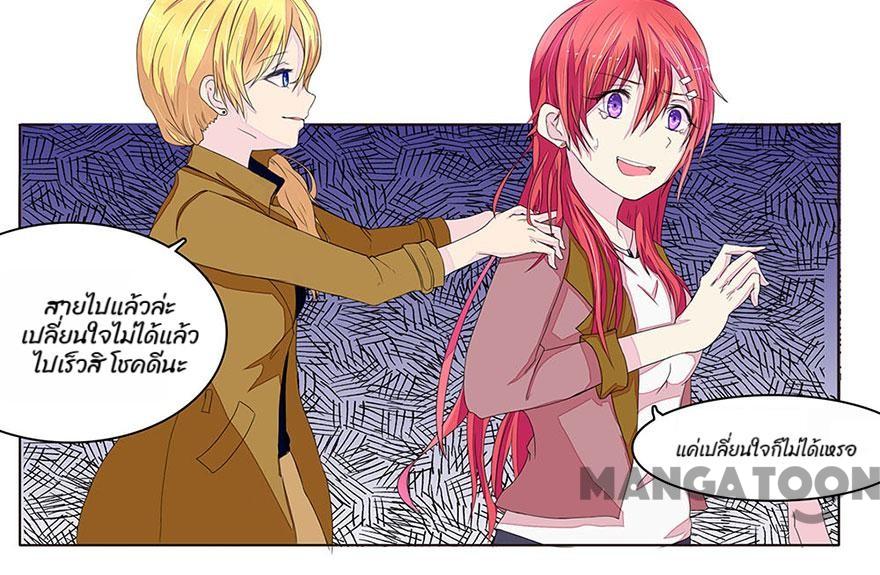 สายไปแล้วล่ะ
เปลี่ยนใจไม่ได้แล้ว
ไปเร็วสิ โชคดีนะ
แค่เปลี่ยนใจก็ไม่ได้เหรอ
MANGATOON